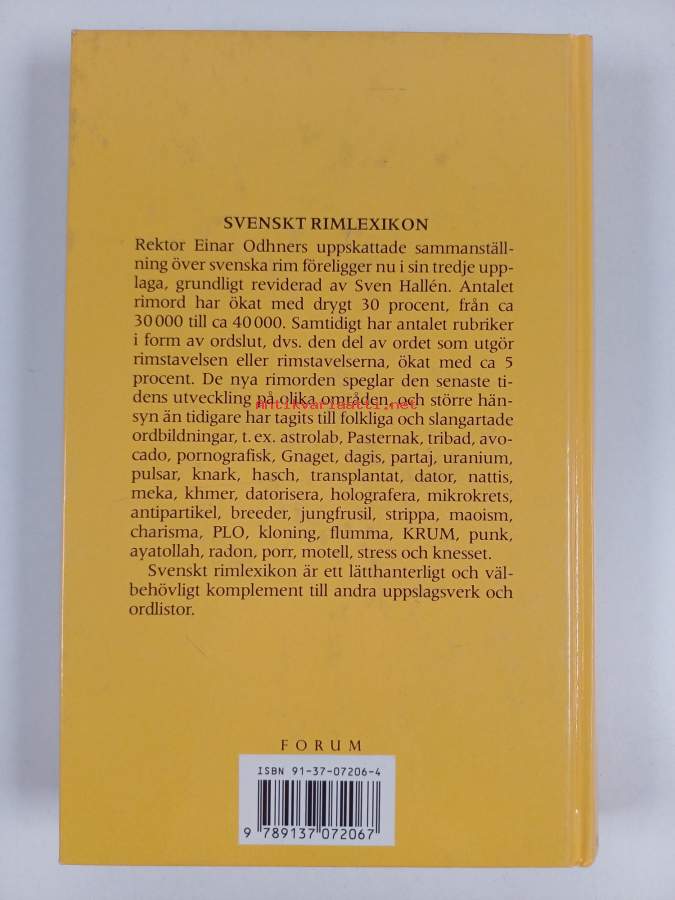 SVENSKT RIMLEXIKON
Rektor Einar Odhners uppskattade sammanställ-
ning över svenska rim föreligger nu i sin tredje upp-
laga, grundligt reviderad av Sven Hallén. Antalet
rimord har ökat med drygt 30 procent, från ca
30 000 till ca 40 000. Samtidigt har antalet rubriker
i form av ordslut, dvs. den del av ordet som utgör
rimstavelsen eller rimstavelserna, ökat med ca 5
procent. De nya rimorden speglar den senaste ti-
dens utveckling på olika områden, och större hän-
antikvariaatti.net
syn än tidigare har tagits till folkliga och slangartade
ordbildningar, t. ex. astrolab, Pasternak, tribad, avo-
cado, pornografisk, Gnaget, dagis, partaj, uranium,
pulsar, knark, hasch, transplantat, dator, nattis,
meka, khmer, datorisera, holografera, mikrokrets,
antipartikel, breeder, jungfrusil, strippa, maoism,
charisma, PLO, kloning, flumma, KRUM, punk,
ayatollah, radon, porr, motell, stress och knesset.
Svenskt rimlexikon är ett lätthanterligt och väl-
behövligt komplement till andra uppslagsverk och
ordlistor.
FORUM
ISBN 91-37-07206-4
9 789137 072067